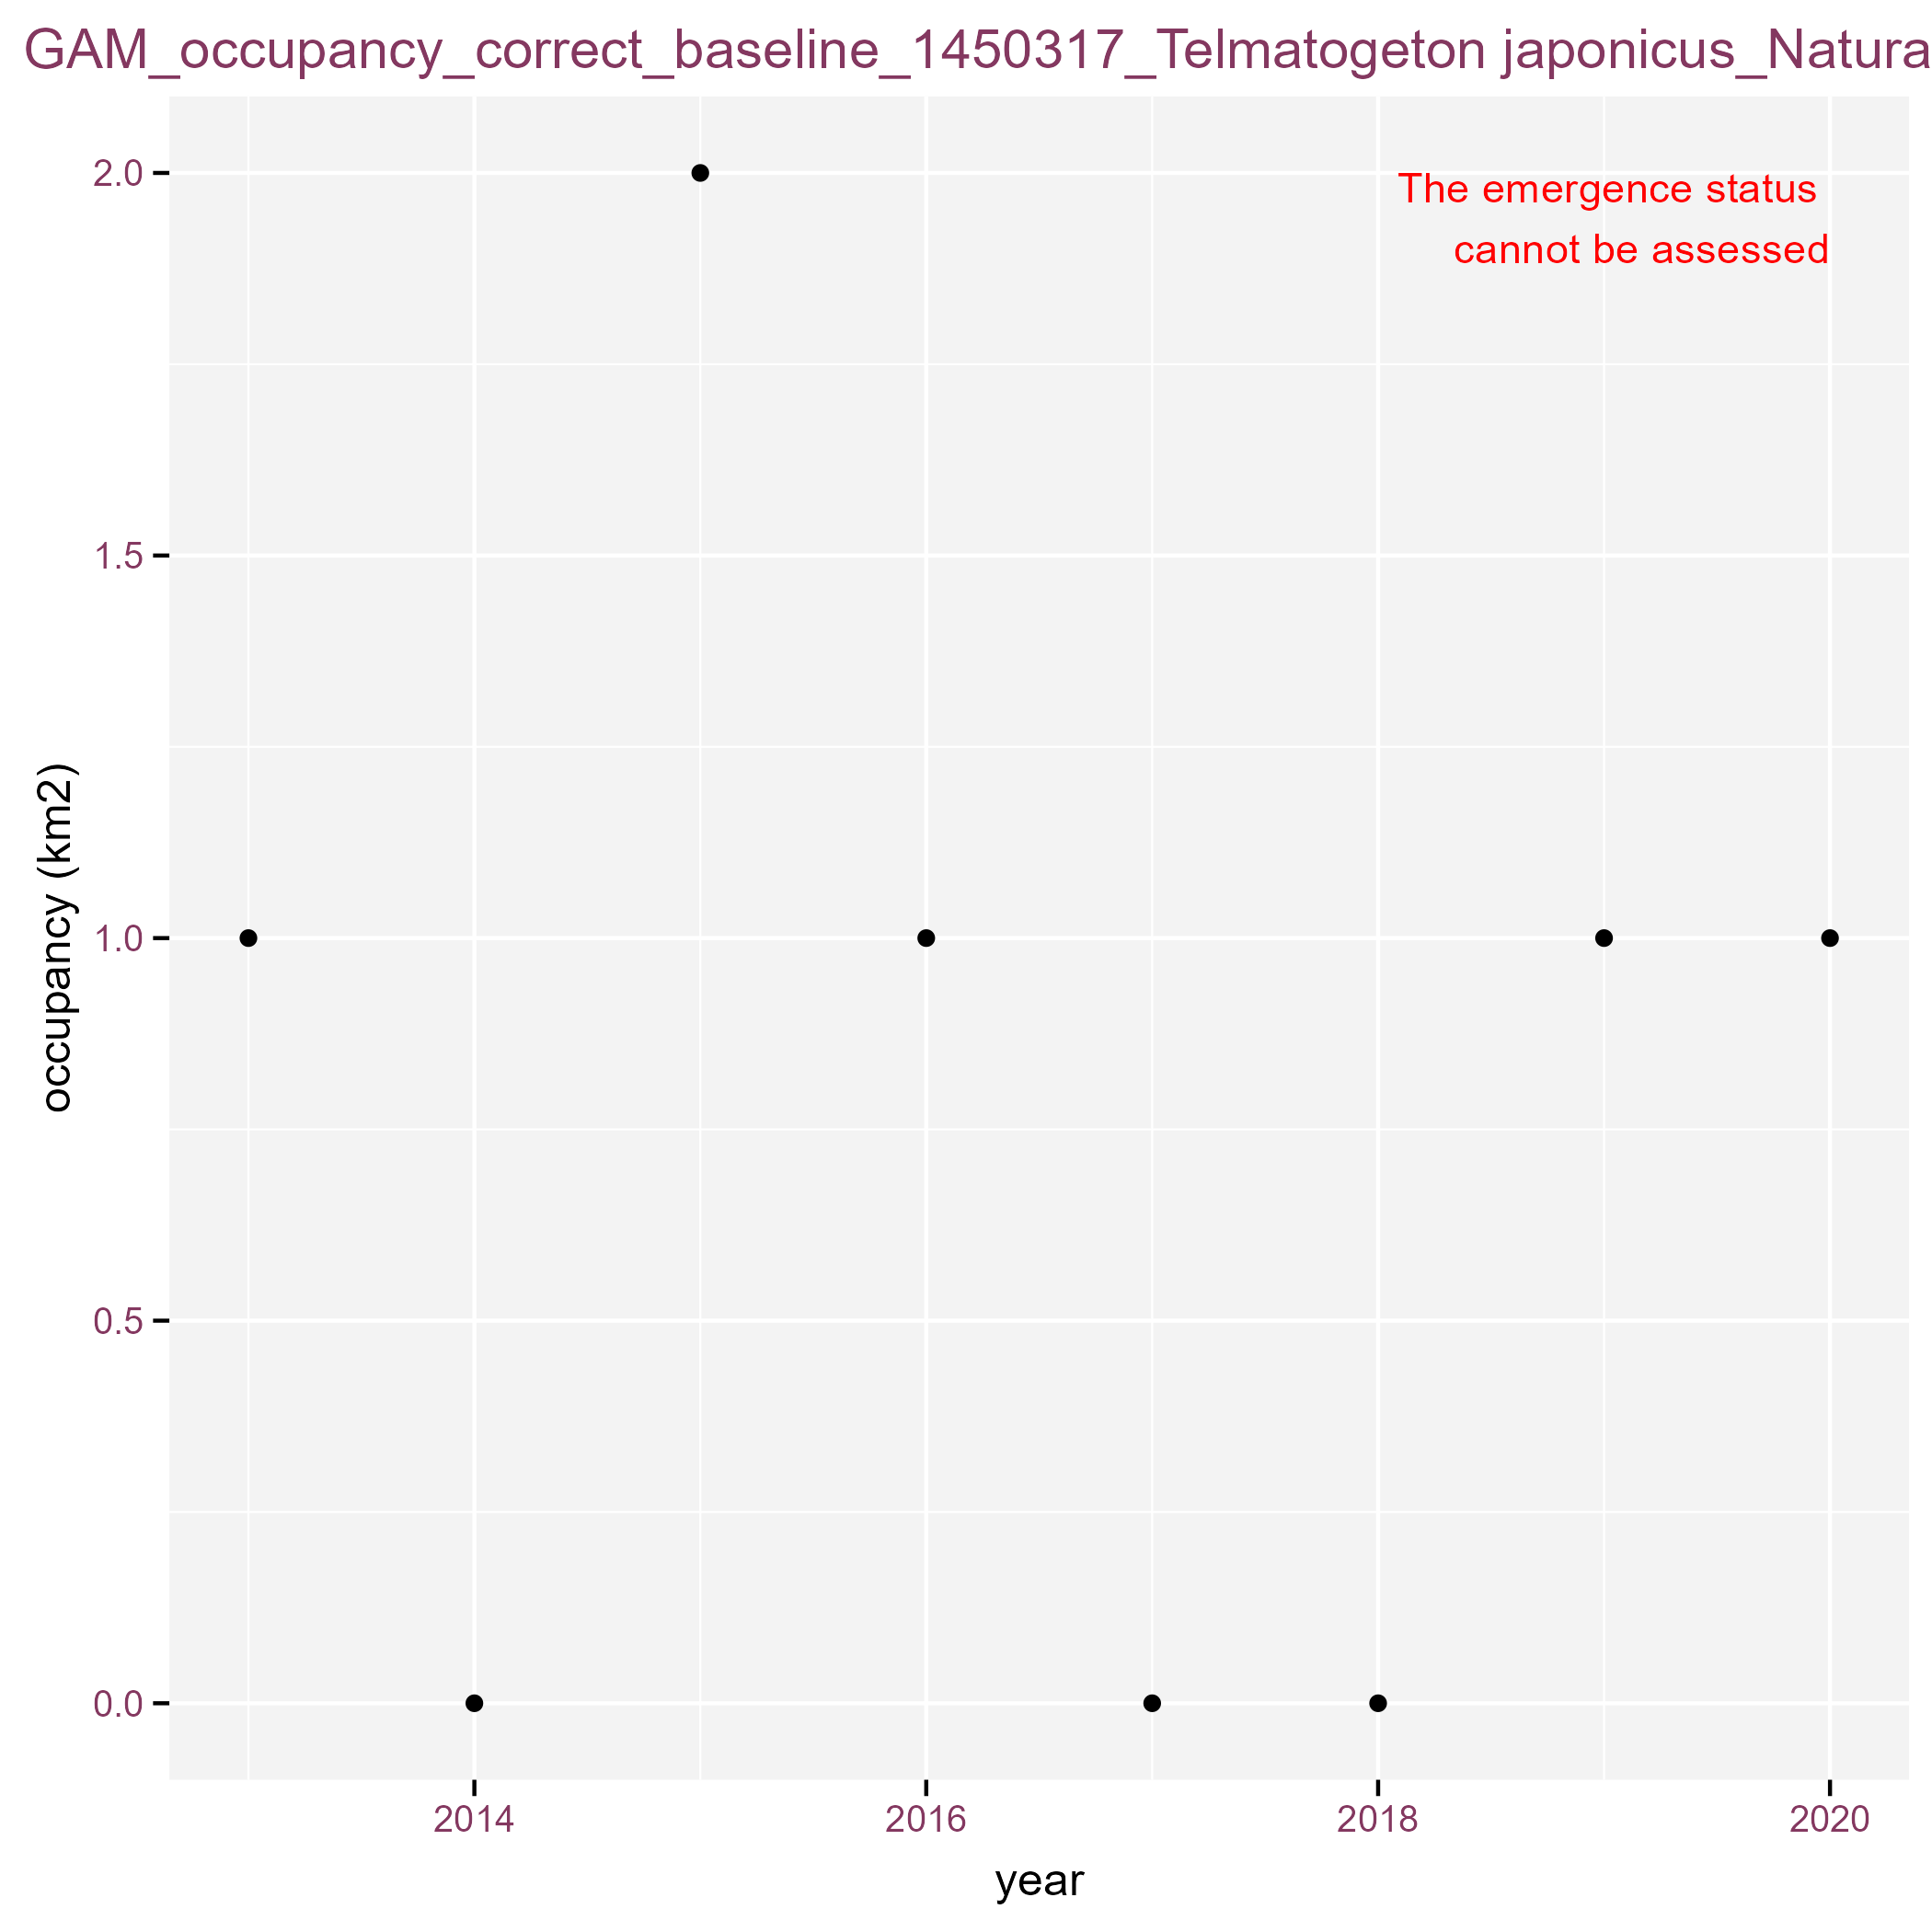 GAM_occupancy_correct_baseline_1450317_Telmatogeton japonicus_Natura
The emergence status
cannot be assessed
2.0
1.5
1.0
0.5
0.0
occupancy (km2)
2014 2016 2018 2020
year